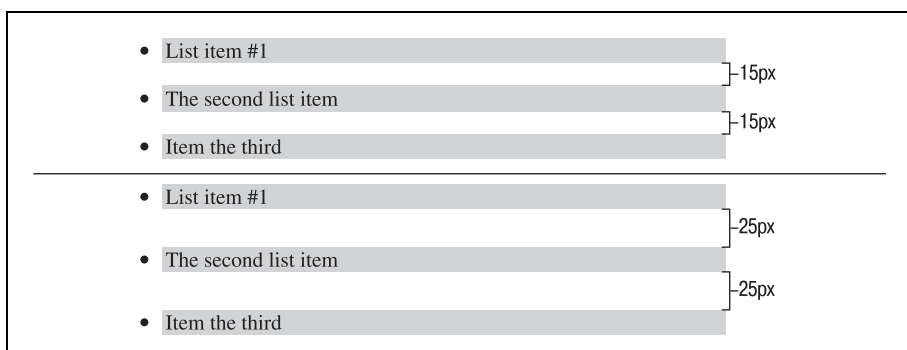 • List item #1
15px
• The second list item
15px
• Item the third
• List item #1
25px
• The second list item
25px
• Item the third